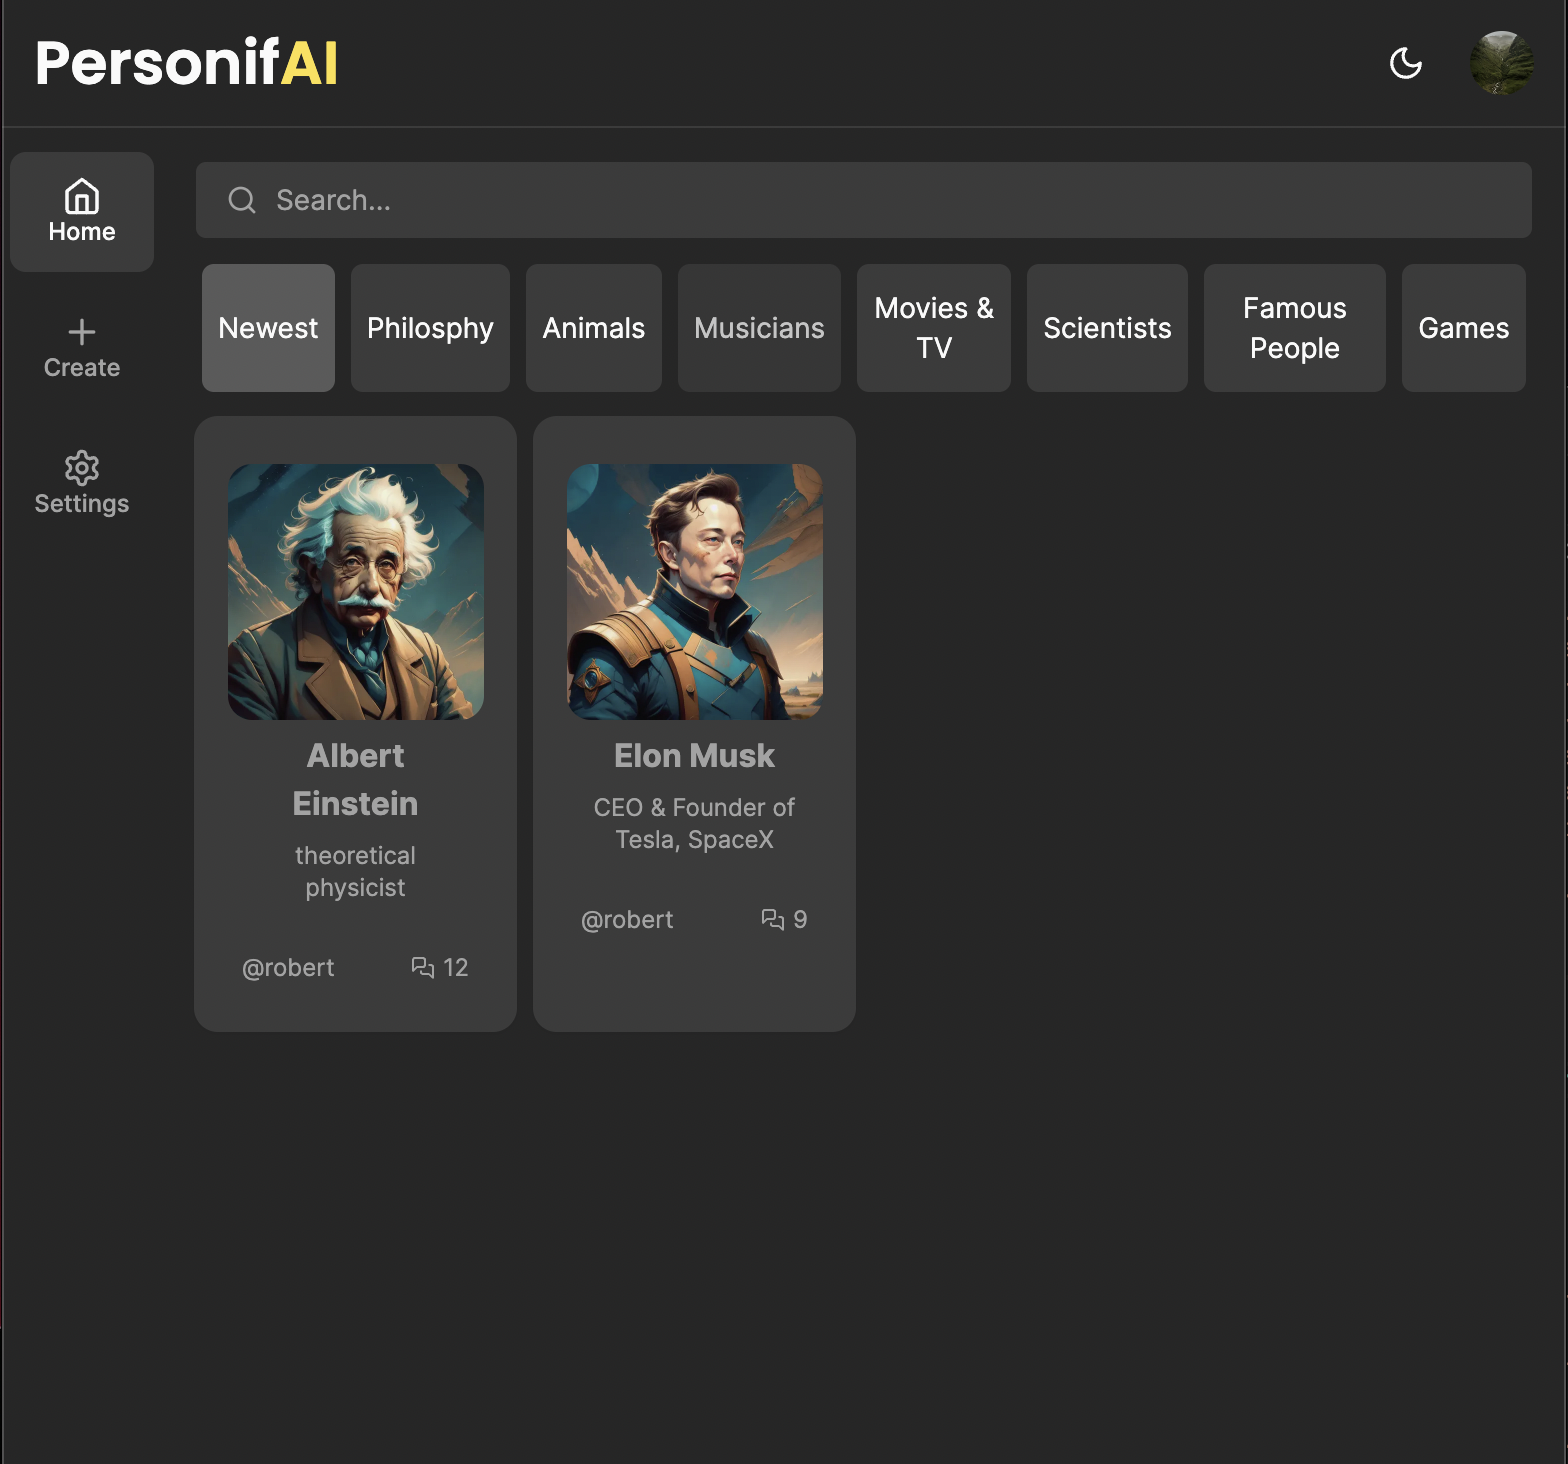 PersonifAI
Home
Create
Settings
Search...
Newest
Philosphy
Animals
Musicians
Movies &
TV
Scientists
Famous
People
Games
Albert
Einstein
theoretical
physicist
@robert
12
Elon Musk
CEO & Founder of
Tesla, SpaceX
@robert
9